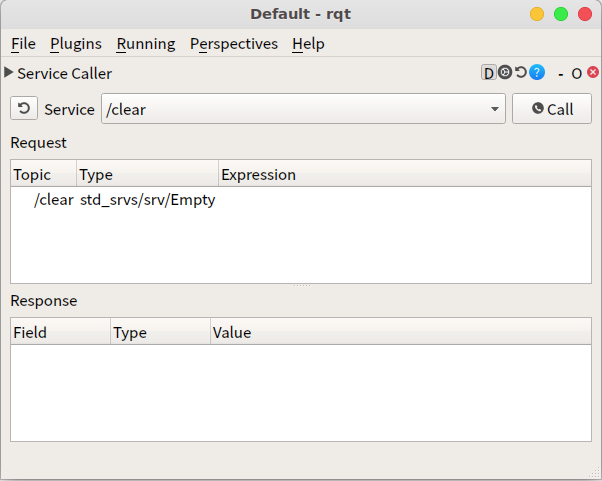 Default - rqt
File Plugins Running Perspectives Help
Service Caller D ? - O
Service /clear Call
Request
Topic Type Expression
/clear std_srvs/srv/Empty
Response
Field Type Value